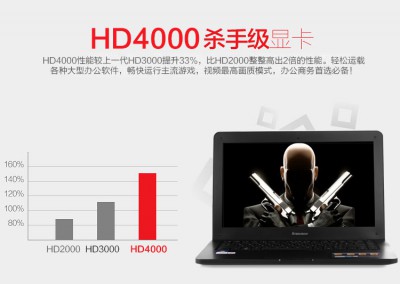 HD4000杀手级显卡
HD4000性能较上一代HD3000提升33%，比HD2000整整高出2倍的性能。轻松运载
各种大型办公软件，畅快运行主流游戏，视频最高画质模式，办公商务首选必备！
160%
140%
120%
100%
80%
HD2000 HD3000 HD4000